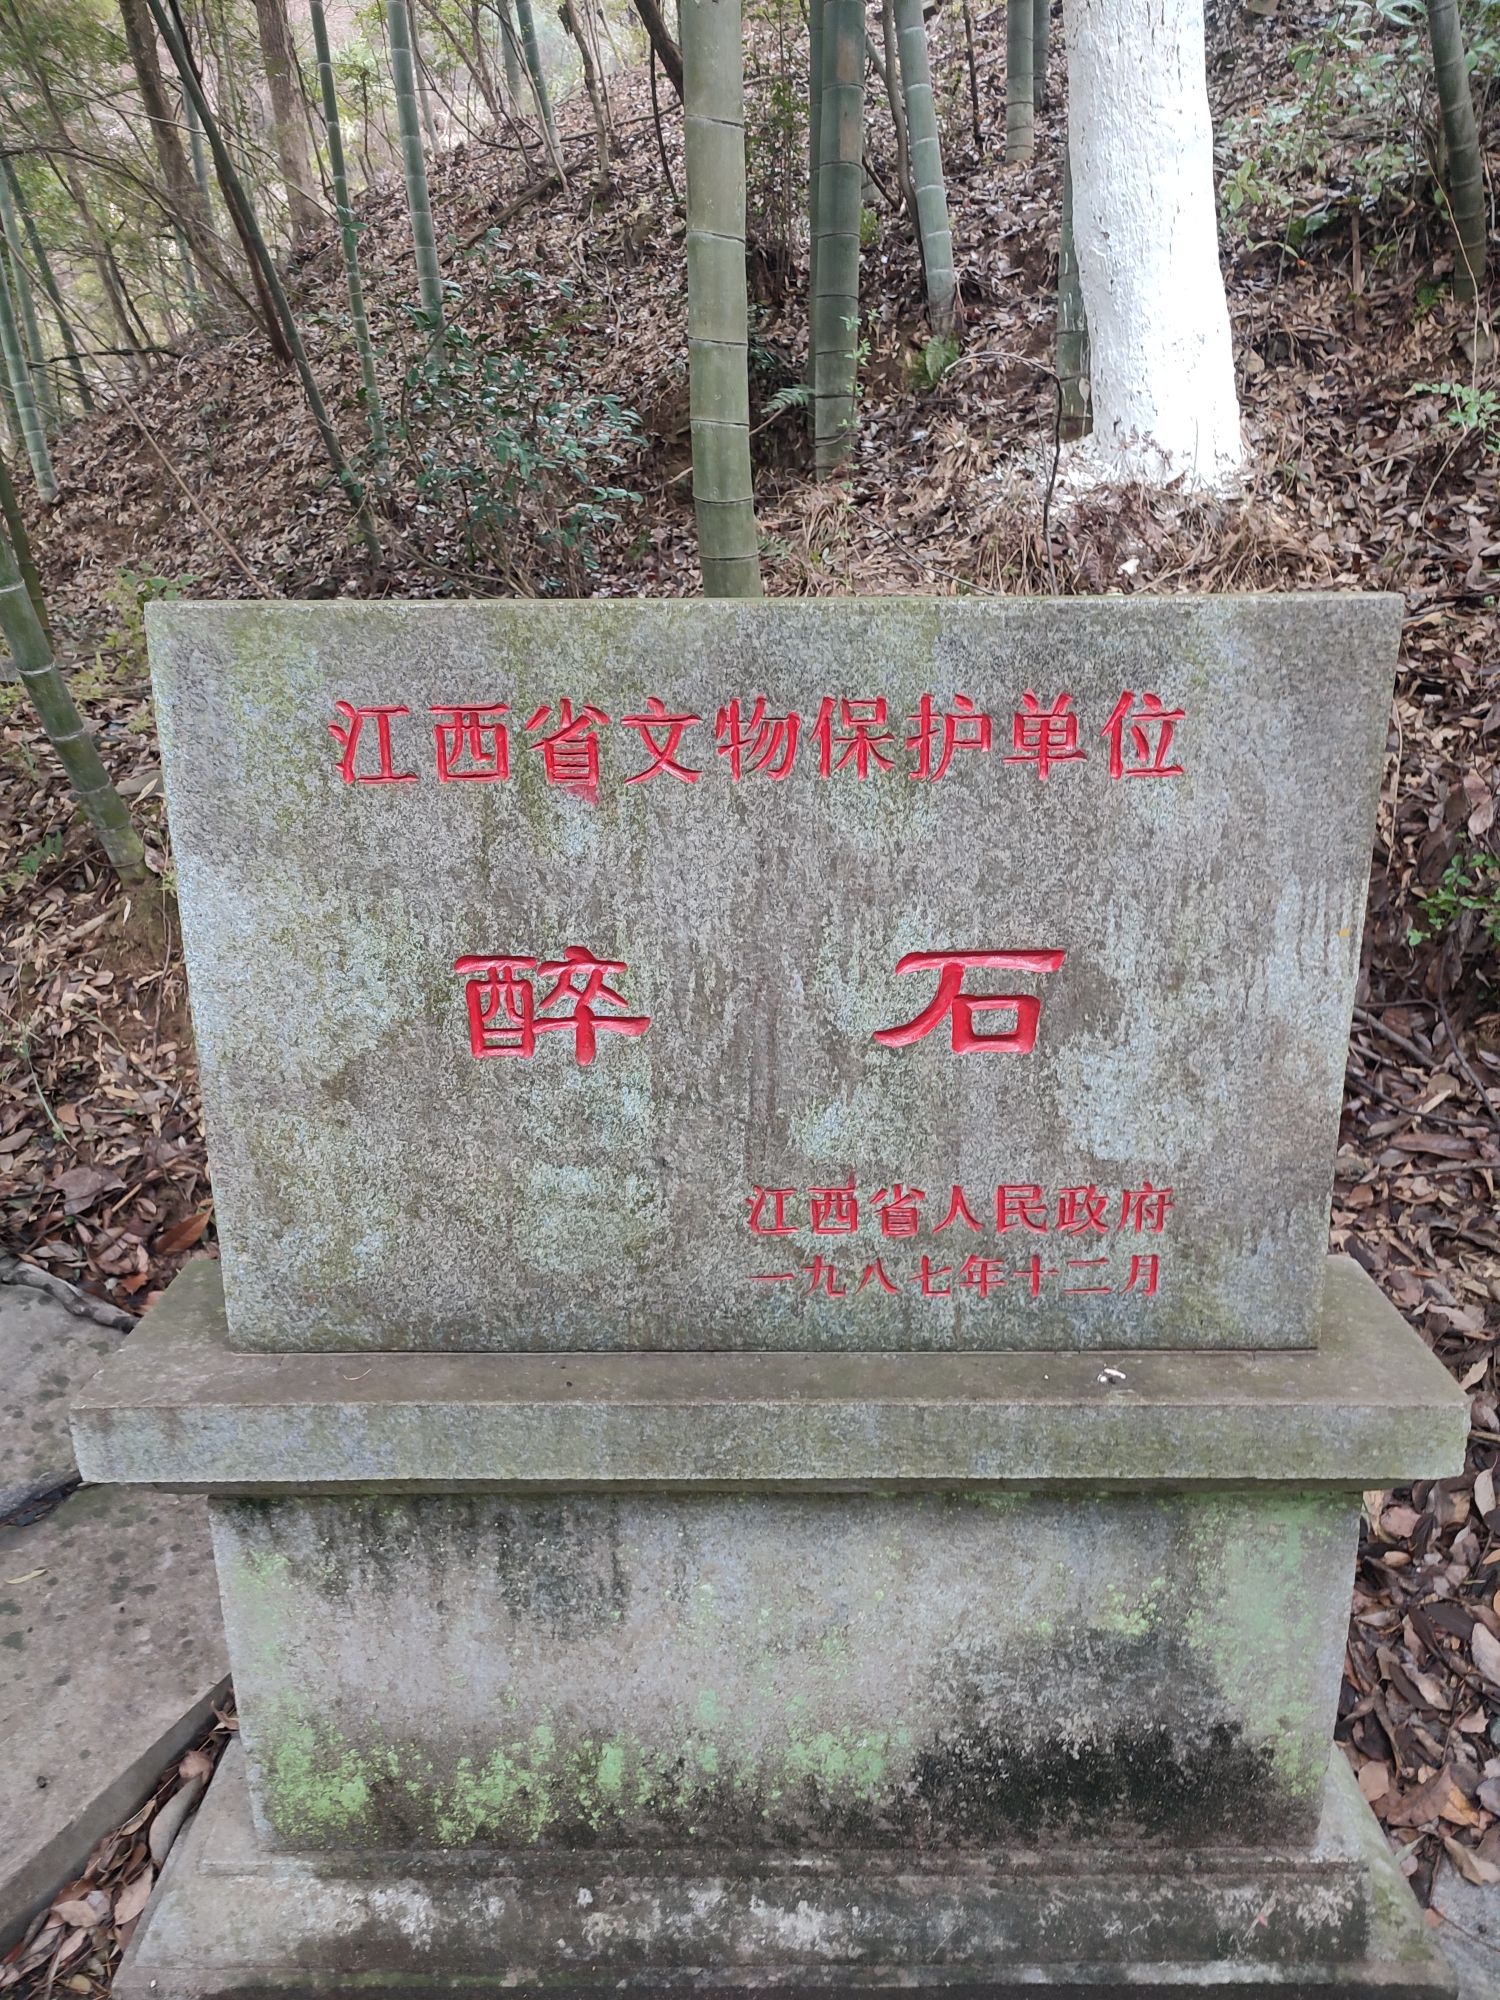 江西省文物保护单位
醉石
江西省人民政府
一九八七年十二月